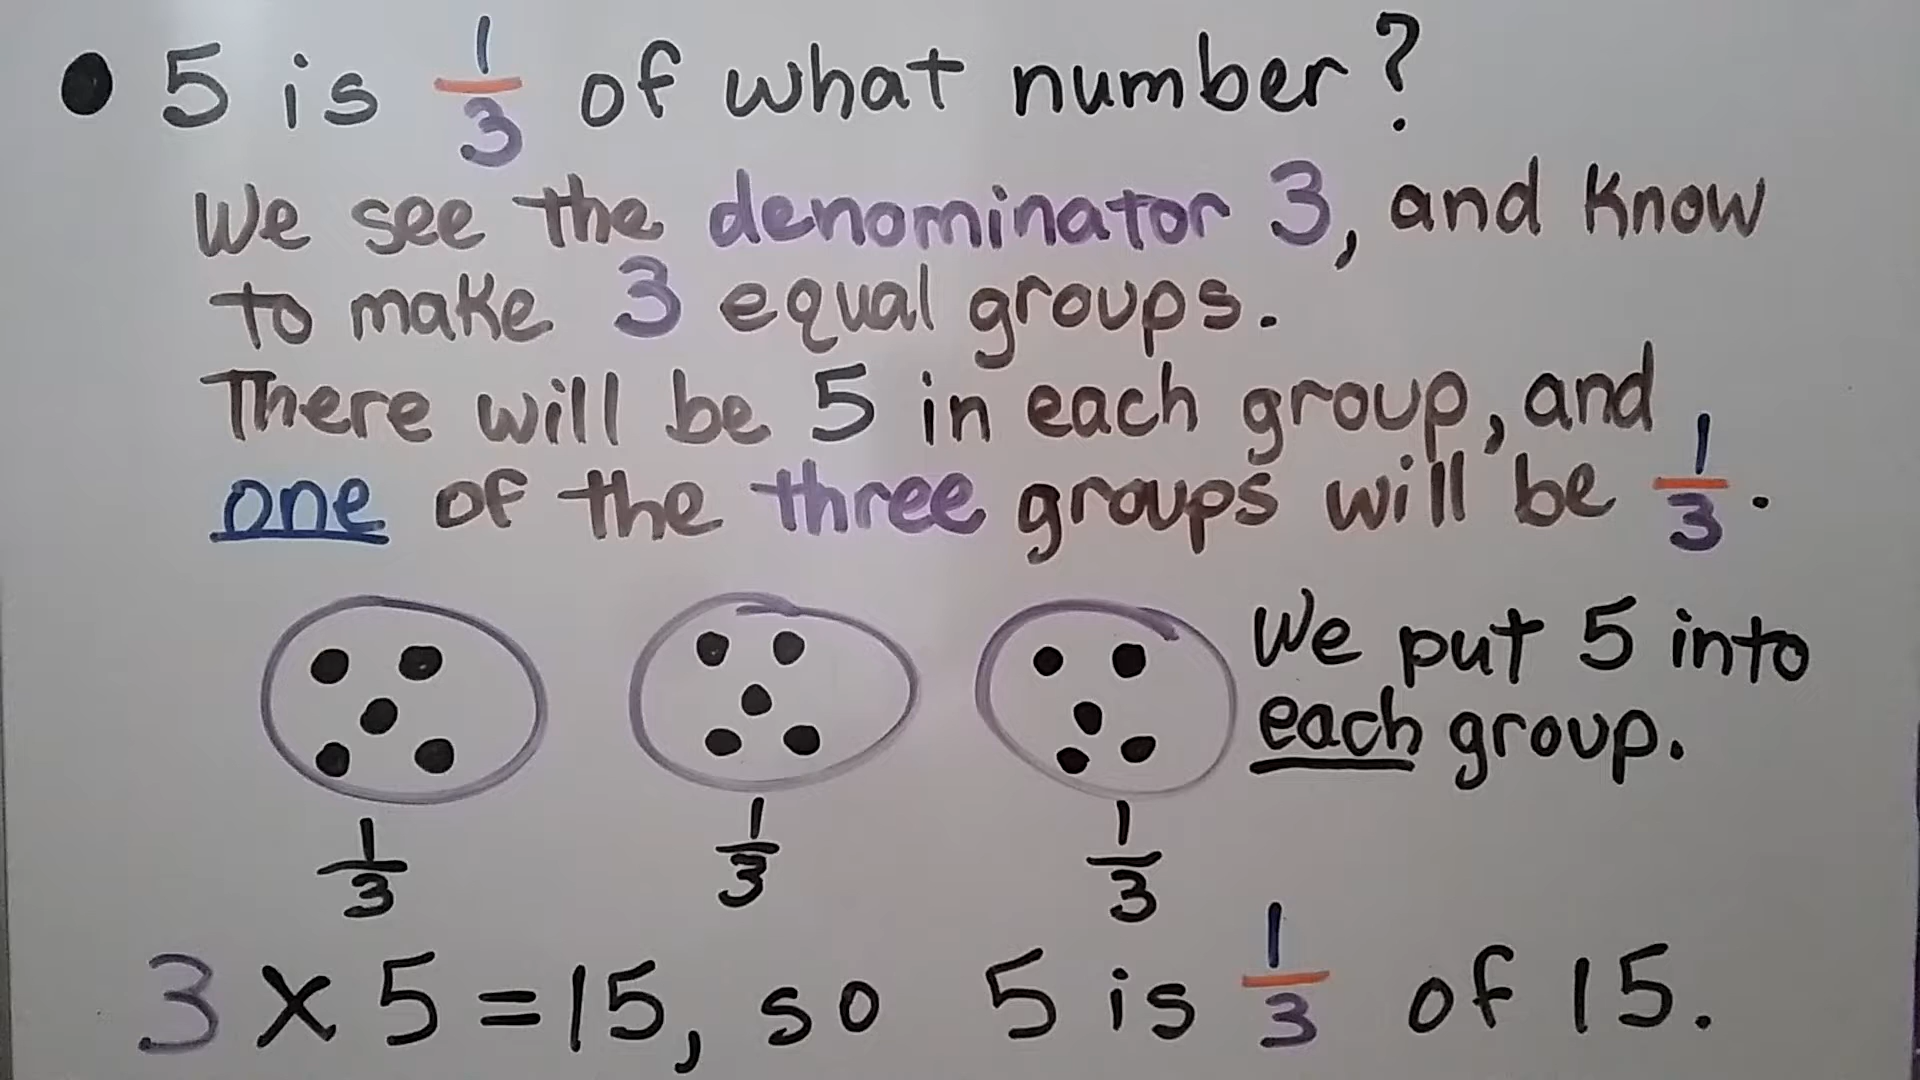 5 is 1/3 of what number?
We see the denominator 3, and know
to make 3 equal groups.
There will be 5 in each group, and
one of the three groups will be 1/3.
We put 5 into
each group.
1/3 1/3 1/3
3 × 5 = 15, so 5 is 1/3 of 15.